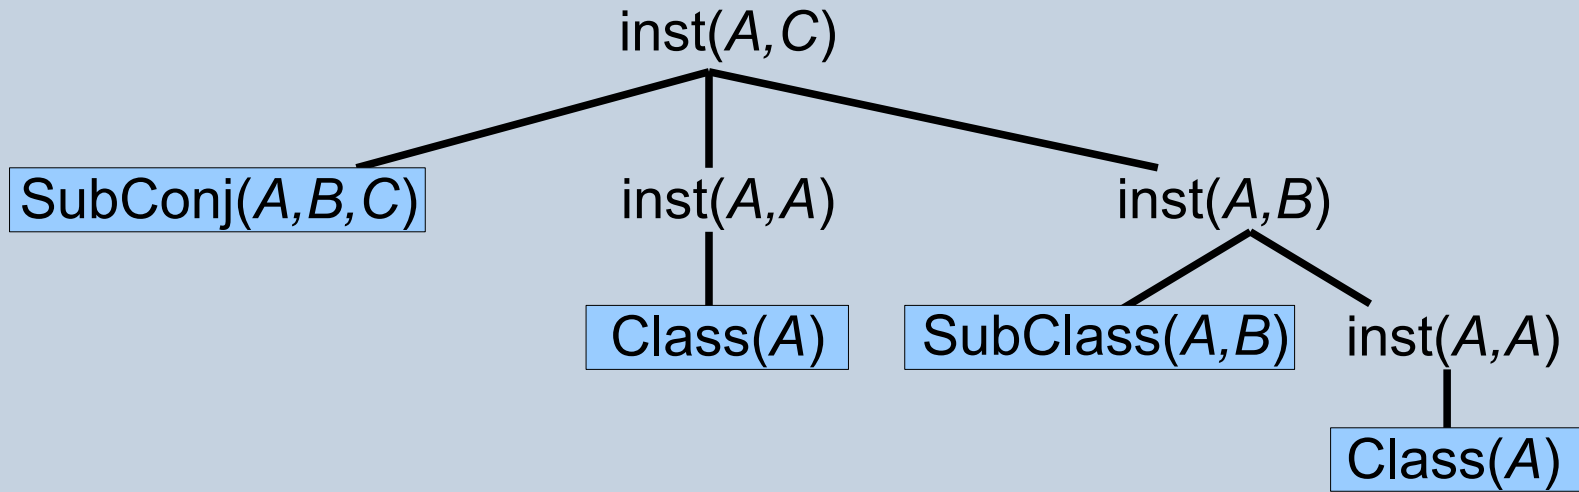 inst(A,C)
SubConj(A,B,C)
inst(A,A)
inst(A,B)
Class(A)
SubClass(A,B)
inst(A,A)
Class(A)